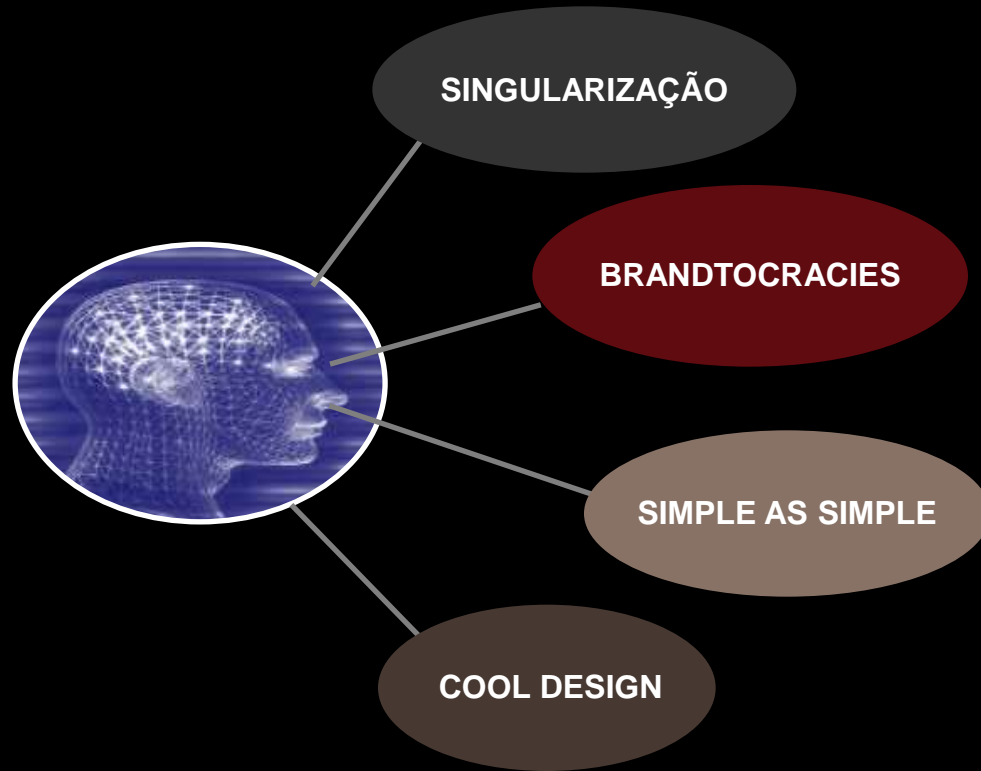 SINGULARIZAÇÃO
BRANDTOCRACIES
SIMPLE AS SIMPLE
COOL DESIGN